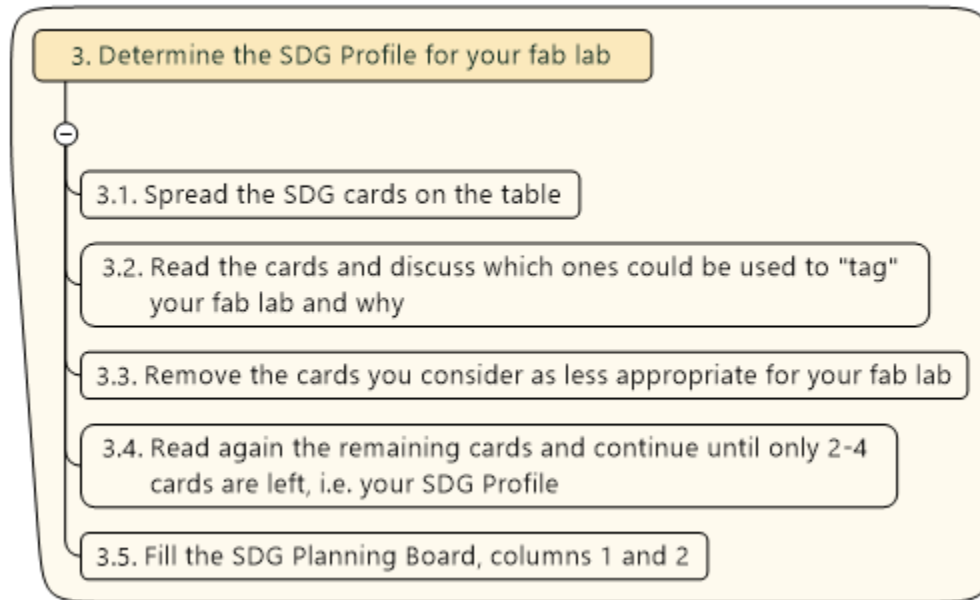 3. Determine the SDG Profile for your fab lab
3.1. Spread the SDG cards on the table
3.2. Read the cards and discuss which ones could be used to "tag"
your fab lab and why
3.3. Remove the cards you consider as less appropriate for your fab lab
3.4. Read again the remaining cards and continue until only 2-4
cards are left, i.e. your SDG Profile
3.5. Fill the SDG Planning Board, columns 1 and 2